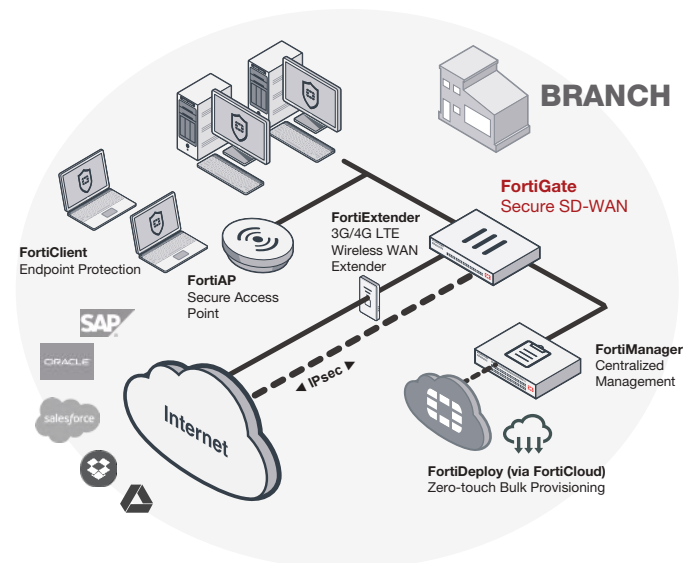 BRANCH
FortiGate
Secure SD-WAN
FortiExtender
3G/4G LTE
Wireless WAN
Extender
FortiClient
Endpoint Protection
FortiAP
Secure Access
Point
SAP
ORACLE
salesforce
Internet
IPsec
FortiManager
Centralized
Management
FortiDeploy (via FortiCloud)
Zero-touch Bulk Provisioning